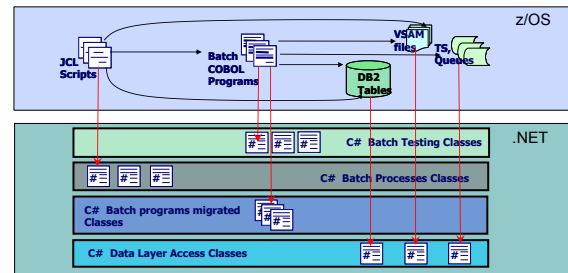 z/OS
VSAM
files
TS,
Queues
JCL
Scripts
Batch
COBOL
Programs
DB2
Tables
.NET
C# Batch Testing Classes
# # #
C# Batch Processes Classes
# # #
C# Batch programs migrated
Classes
#
C# Data Layer Access Classes
# # #